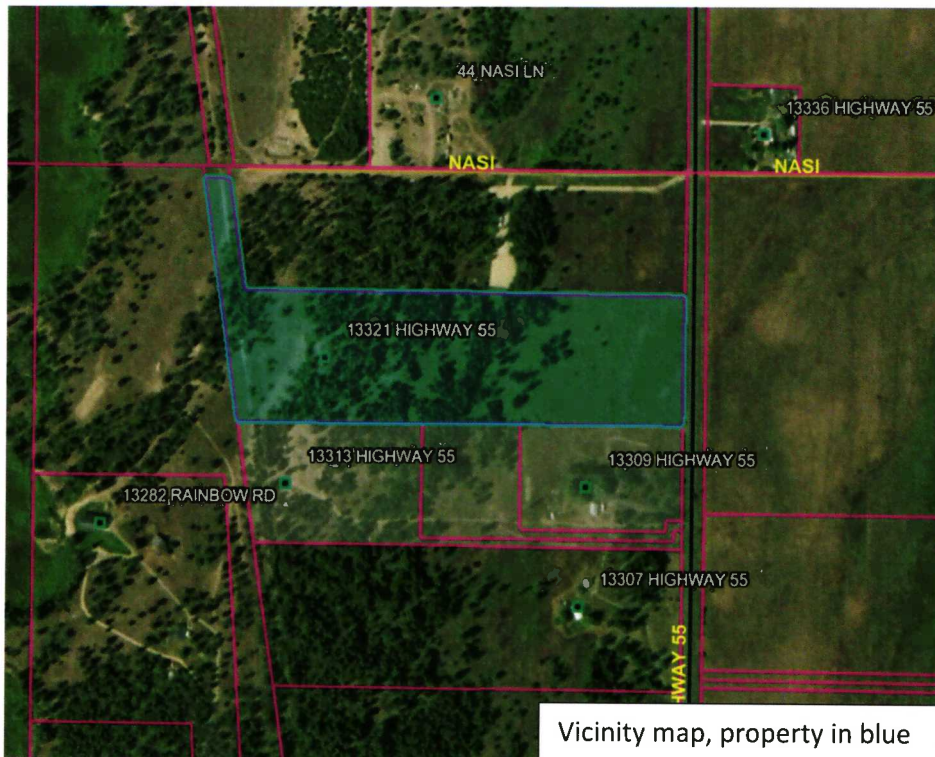 44 NASI LN
13336 HIGHWAY 55
NASI
NASI
13321 HIGHWAY 55
13313 HIGHWAY 55
13309 HIGHWAY 55
13282 RAINBOW RD
13307 HIGHWAY 55
HWAY 55
Vicinity map, property in blue